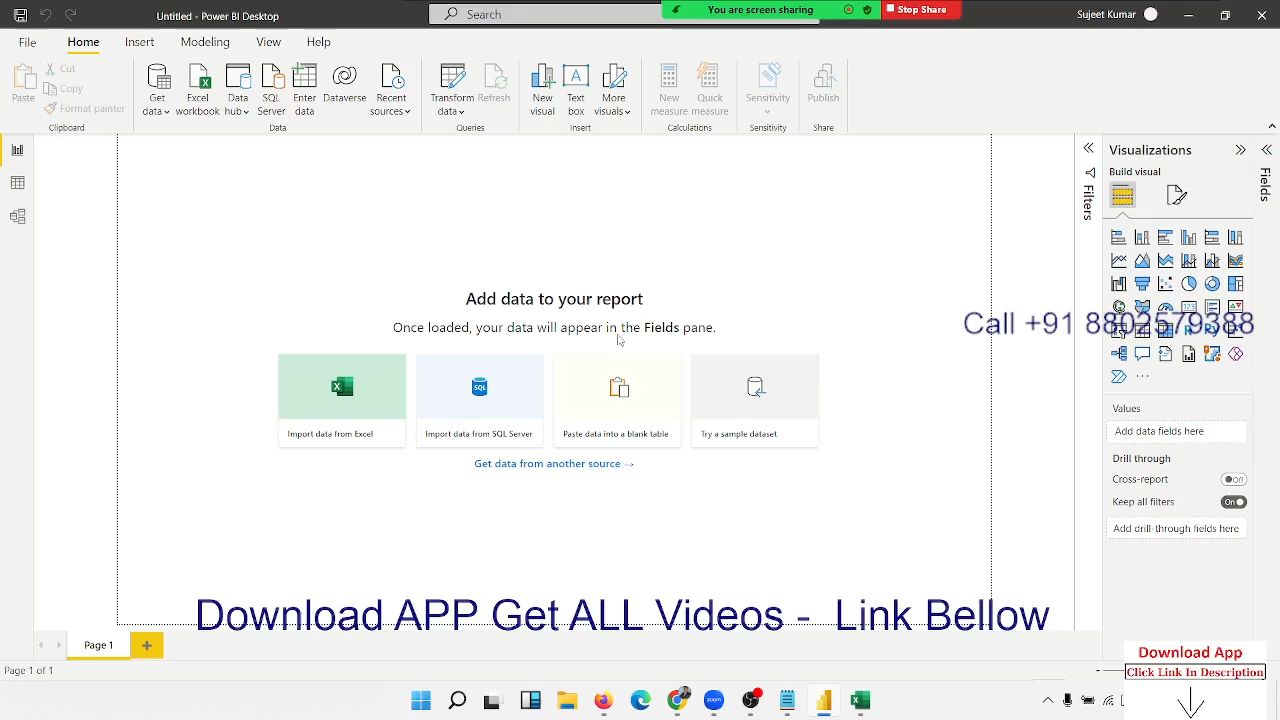 Untitled - Power BI Desktop
Search
You are screen sharing
Stop Share
Sujeet Kumar
File
Home
Insert
Modeling
View
Help
Paste
Cut
Copy
Format painter
Clipboard
Get data
Excel workbook
Data hub
SQL Server
Enter data
Dataverse
Recent sources
Data
Transform data
Refresh
Queries
New visual
Text box
More visuals
Insert
New measure
Quick measure
Calculations
Sensitivity
Sensitivity
Publish
Share
Add data to your report
Once loaded, your data will appear in the Fields pane.
SQL
Import data from Excel
Import data from SQL Server
Paste data into a blank table
Try a sample dataset
Get data from another source →
Filters
Visualizations
Build visual
Fields
Call +91 8802579388
Values
Add data fields here
Drill through
Cross-report
Off
Keep all filters
On
Add drill-through fields here
Download APP Get ALL Videos - Link Bellow
Page 1
Page 1 of 1
Download App
Click Link In Description
zoom